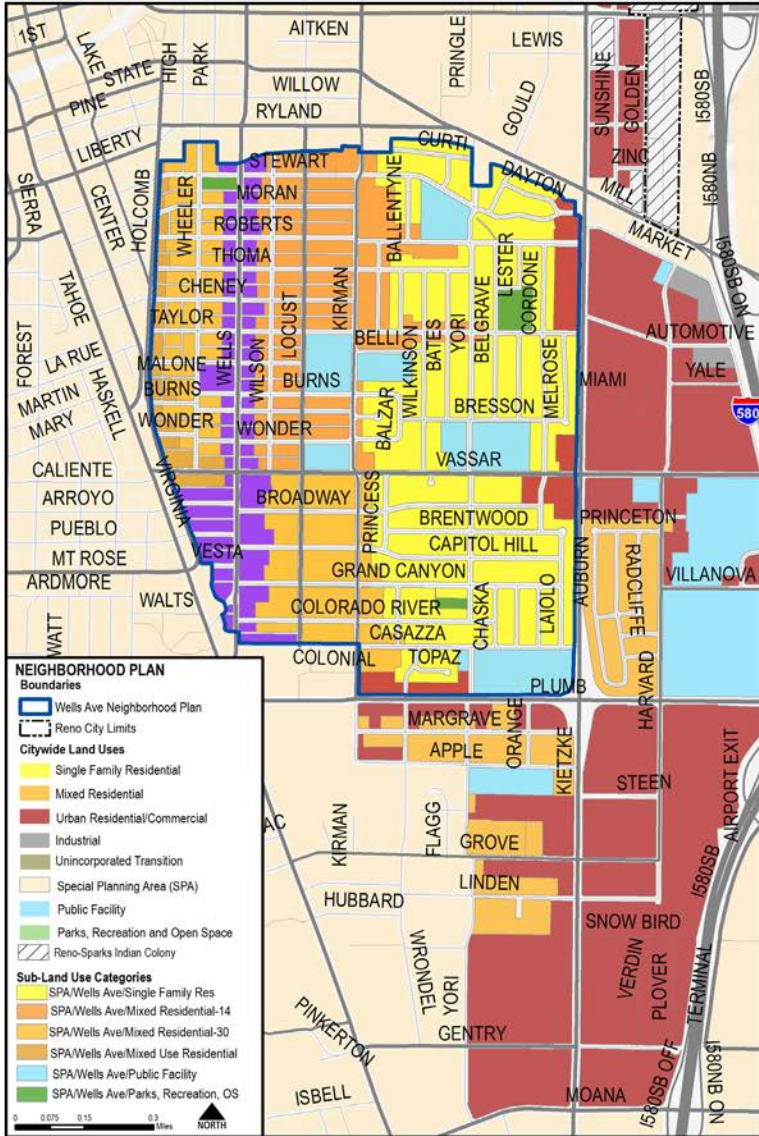 1ST
LAKE
STATE
PINE
HIGH
PARK
AITKEN
WILLOW
RYLAND
PRINGLE
LEWIS
GOULD
SUNSHINE
GOLDEN
ZINC
MILL
MARKET
I580SB
I580NB
I580SB ON
LIBERTY
SIERRA
CENTER
HOLCOMB
WHEELER
STEWART
MORAN
ROBERTS
THOMA
CHENEY
TAYLOR
MALONE
BURNS
WONDER
WELLS
WILSON
LOCUST
BURNS
WONDER
KIRMAN
BELLI
BALLENTYNE
CURTI
DAYTON
BALZAR
WILKINSON
BATES
YORI
BELGRAVE
LESTER
CORDONE
MELROSE
BRESSON
VASSAR
MIAMI
AUTOMOTIVE
YALE
580
TAHOE
FOREST
LA RUE
MARTIN
MARY
HASKELL
CALIENTE
ARROYO
PUEBLO
MT ROSE
ARDMORE
WATT
WALTS
VIRGINIA
VESTA
BROADWAY
PRINCESS
BRENTWOOD
CAPITOL HILL
GRAND CANYON
COLORADO RIVER
CASAZZA
COLONIAL
TOPAZ
CHASKA
LAIOLO
AUBURN
PRINCETON
RADCLIFFE
VILLANOVA
HARVARD
PLUMB
MARGRAVE
APPLE
ORANGE
KIETZKE
STEEN
AIRPORT EXIT
KIRMAN
FLAGG
GROVE
LINDEN
HUBBARD
SNOW BIRD
WRONDEL
YORI
VERDIN
PLOVER
I580SB
TERMINAL
PINKERTON
GENTRY
I580SB OFF
I580NB ON
ISBELL
MOANA
AC
NEIGHBORHOOD PLAN
Boundaries
Wells Ave Neighborhood Plan
Reno City Limits
Citywide Land Uses
Single Family Residential
Mixed Residential
Urban Residential/Commercial
Industrial
Unincorporated Transition
Special Planning Area (SPA)
Public Facility
Parks, Recreation and Open Space
Reno-Sparks Indian Colony
Sub-Land Use Categories
SPA/Wells Ave/Single Family Res
SPA/Wells Ave/Mixed Residential-14
SPA/Wells Ave/Mixed Residential-30
SPA/Wells Ave/Mixed Use Residential
SPA/Wells Ave/Public Facility
SPA/Wells Ave/Parks, Recreation, OS
0 0.075 0.15 0.3
Miles
NORTH